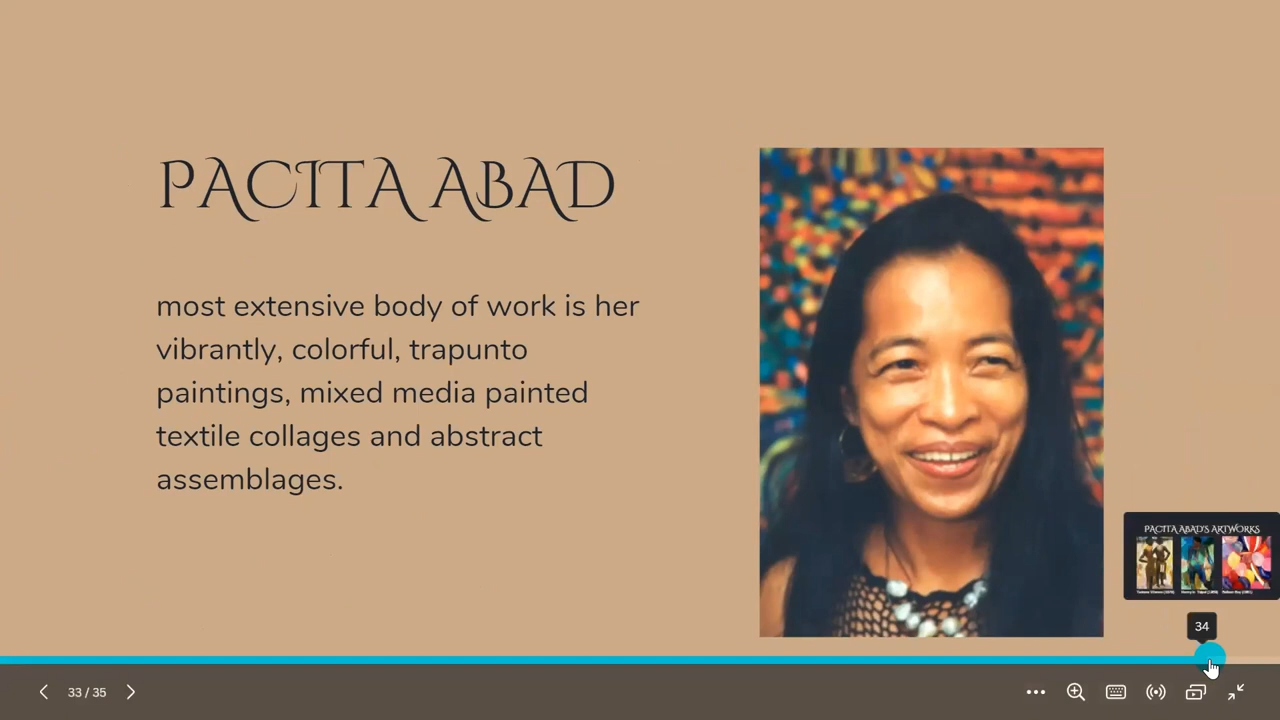 PACITA ABAD
most extensive body of work is her
vibrantly, colorful, trapunto
paintings, mixed media painted
textile collages and abstract
assemblages.
PACITA ABAD'S ARTWORKS
34
33 / 35